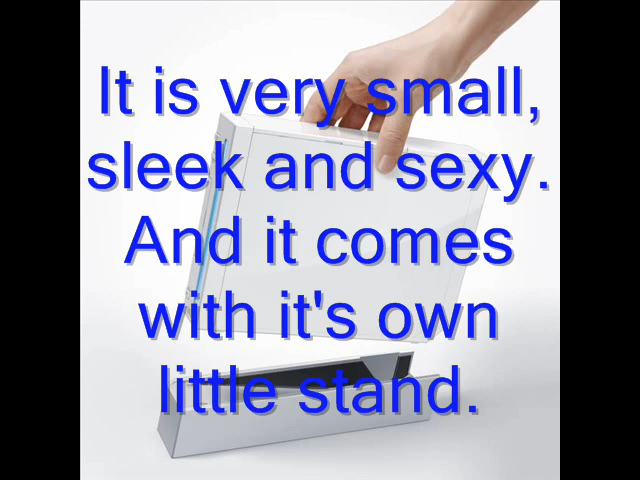 It is very small,
sleek and sexy.
And it comes
with it's own
little stand.